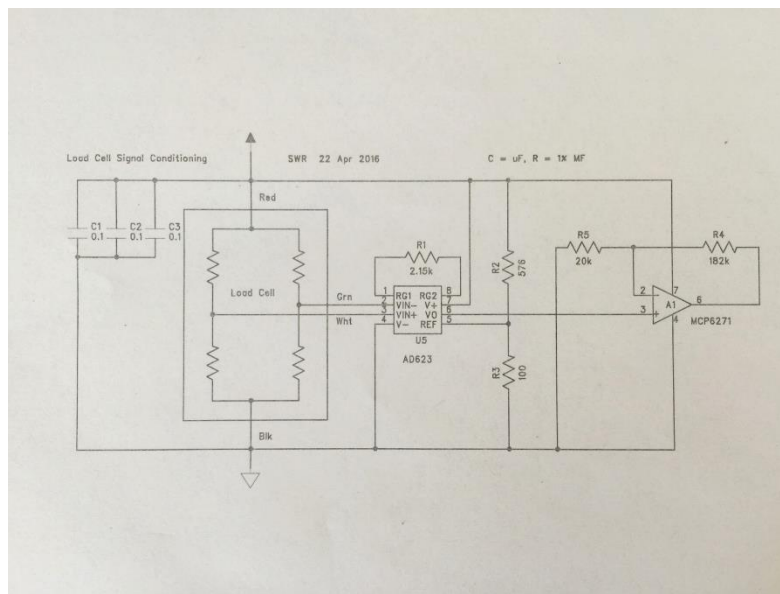 Load Cell Signal Conditioning
SWR 22 Apr 2016
C = uF, R = 1% MF
Red
C1
0.1
C2
0.1
C3
0.1
Load Cell
Grn
Wht
Blk
R1
2.15k
1 RG1 RG2 8
2 VIN- V+ 7
3 VIN+ VO 6
4 V- REF 5
U5
AD623
R2
576
R3
100
R5
20k
R4
182k
2
3
7
6
4
A1
MCP6271